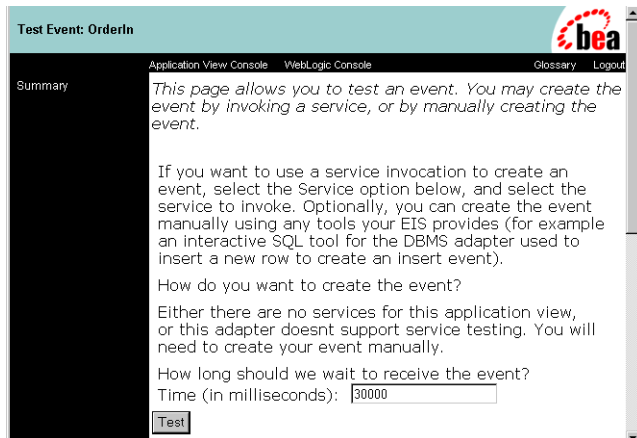 Test Event: OrderIn
bea
Application View Console WebLogic Console Glossary Logout
Summary
This page allows you to test an event. You may create the
event by invoking a service, or by manually creating the
event.
If you want to use a service invocation to create an
event, select the Service option below, and select the
service to invoke. Optionally, you can create the event
manually using any tools your EIS provides (for example
an interactive SQL tool for the DBMS adapter used to
insert a new row to create an insert event).
How do you want to create the event?
Either there are no services for this application view,
or this adapter doesnt support service testing. You will
need to create your event manually.
How long should we wait to receive the event?
Time (in milliseconds): 30000
Test